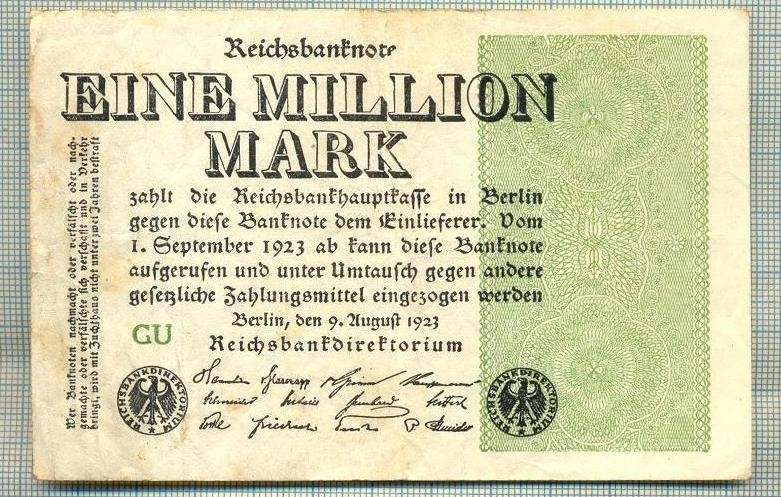 Reichsbanknote
EINE MILLION
MARK
zahlt die Reichsbankhauptkasse in Berlin
gegen diese Banknote dem Einlieferer. Vom
1. September 1923 ab kann diese Banknote
aufgerufen und unter Umtausch gegen andere
gesetzliche Zahlungsmittel eingezogen werden
Berlin, den 9. August 1923
Reichsbankdirektorium
GU
Wer Banknoten nachmacht oder verfälscht oder nach-
gemachte oder verfälschte sich verschafft und in Verkehr
bringt, wird mit Zuchthaus nicht unter zwei Jahren bestraft
REICHSBANKDIREKTORIUM
REICHSBANKDIREKTORIUM